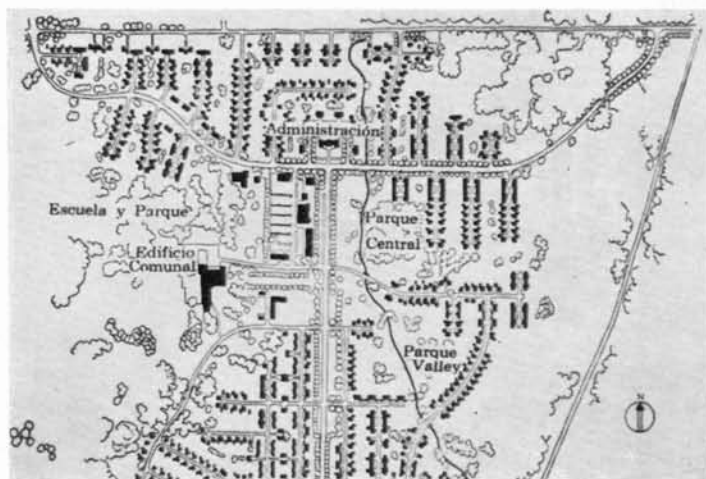 Administración
Escuela y Parque
Parque
Central
Edificio
Comunal
Parque
Valley
N